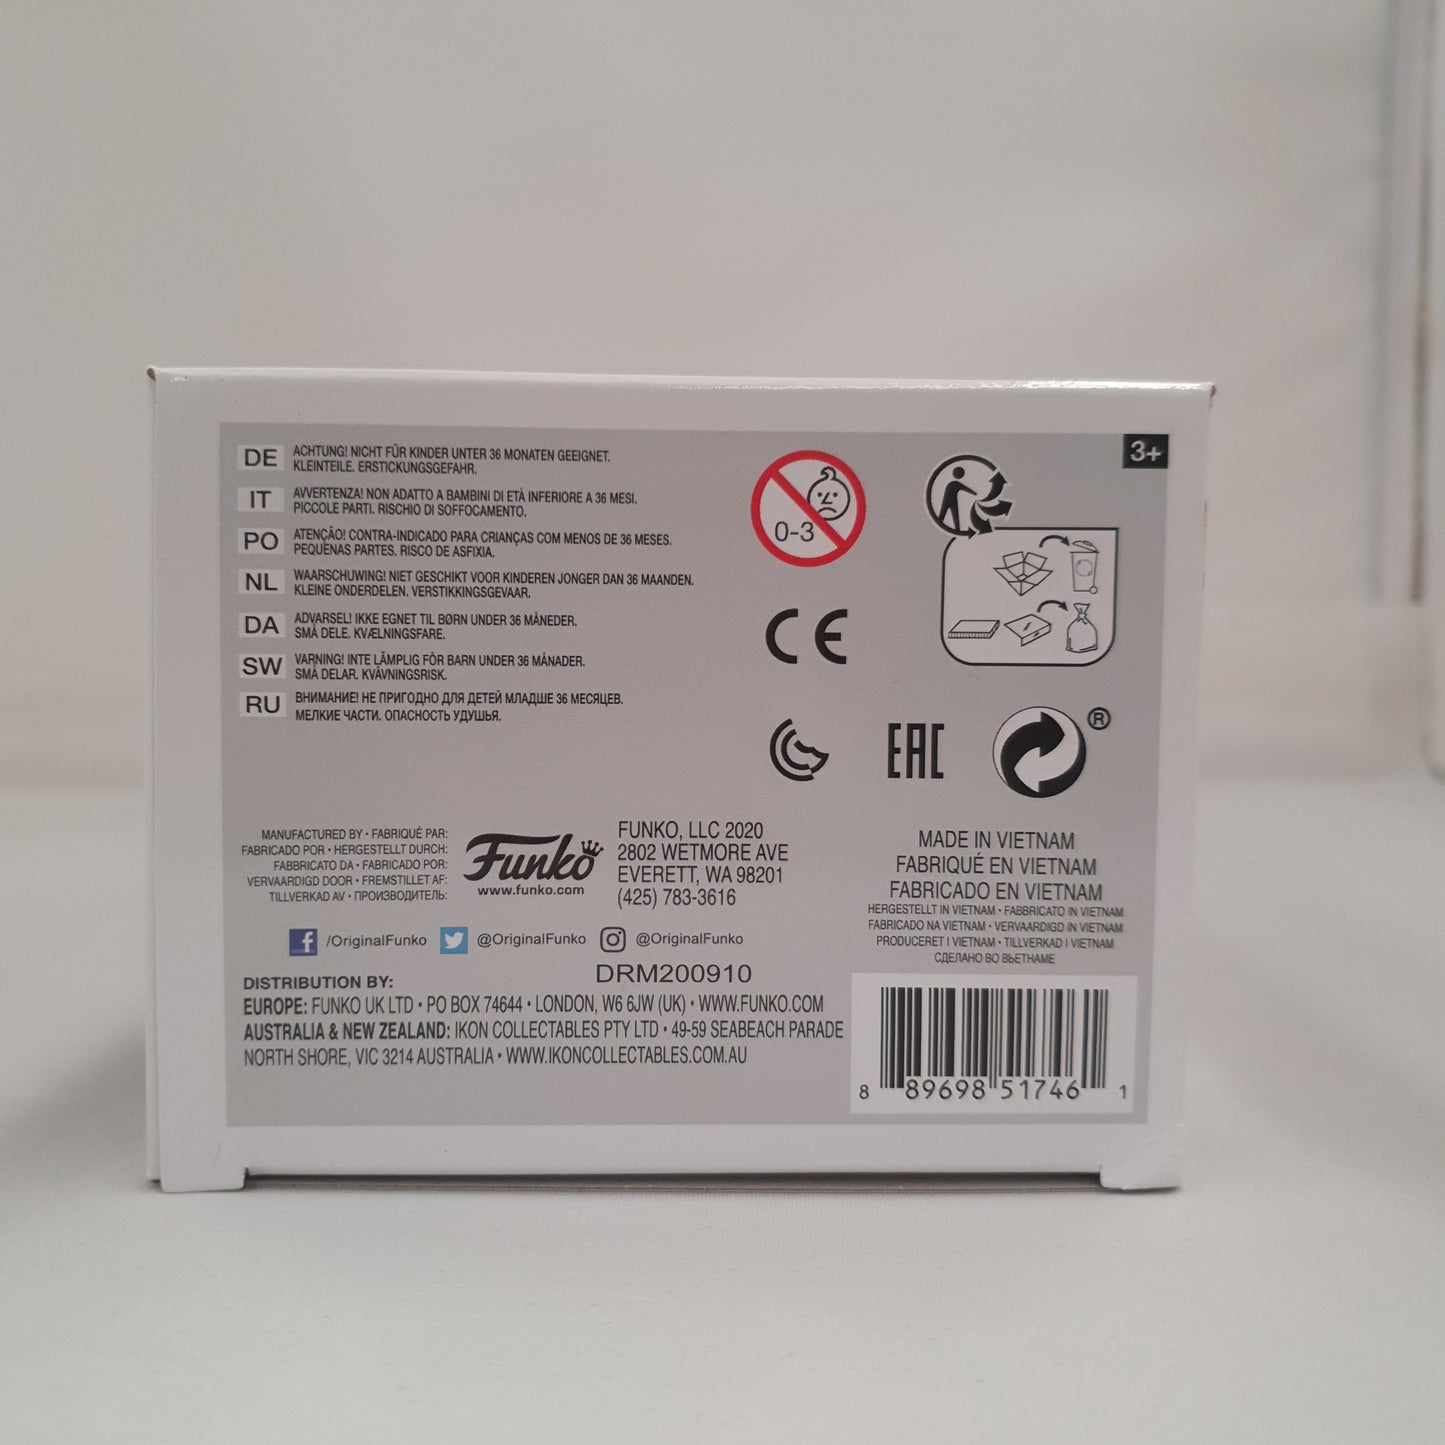 3+
DE ACHTUNG! NICHT FÜR KINDER UNTER 36 MONATEN GEEIGNET.
KLEINTEILE. ERSTICKUNGSGEFAHR.
IT AVVERTENZA! NON ADATTO A BAMBINI DI ETÀ INFERIORE A 36 MESI.
PICCOLE PARTI. RISCHIO DI SOFFOCAMENTO.
PO ATENÇÃO! CONTRA-INDICADO PARA CRIANÇAS COM MENOS DE 36 MESES.
PEQUENAS PARTES. RISCO DE ASFIXIA.
NL WAARSCHUWING! NIET GESCHIKT VOOR KINDEREN JONGER DAN 36 MAANDEN.
KLEINE ONDERDELEN. VERSTIKKINGSGEVAAR.
DA ADVARSEL! IKKE EGNET TIL BØRN UNDER 36 MÅNEDER.
SMÅ DELE. KVÆLNINGSFARE.
SW VARNING! INTE LÄMPLIG FÖR BARN UNDER 36 MÅNADER.
SMÅ DELAR. KVÄVNINGSRISK.
RU ВНИМАНИЕ! НЕ ПРИГОДНО ДЛЯ ДЕТЕЙ МЛАДШЕ 36 МЕСЯЦЕВ.
МЕЛКИЕ ЧАСТИ. ОПАСНОСТЬ УДУШЬЯ.
0-3
CE
EAC
®
MANUFACTURED BY • FABRIQUÉ PAR:
FABRICADO POR • HERGESTELLT DURCH:
FABBRICATO DA • FABRICADO POR:
VERVAARDIGD DOOR • FREMSTILLET AF:
TILLVERKAD AV • ПРОИЗВОДИТЕЛЬ:
Funko
www.funko.com
FUNKO, LLC 2020
2802 WETMORE AVE
EVERETT, WA 98201
(425) 783-3616
MADE IN VIETNAM
FABRIQUÉ EN VIETNAM
FABRICADO EN VIETNAM
HERGESTELLT IN VIETNAM • FABBRICATO IN VIETNAM
FABRICADO NA VIETNAM • VERVAARDIGD IN VIETNAM
PRODUCERET I VIETNAM • TILLVERKAD I VIETNAM
СДЕЛАНО ВО ВЬЕТНАМЕ
f /OriginalFunko @OriginalFunko @OriginalFunko
DRM200910
DISTRIBUTION BY:
EUROPE: FUNKO UK LTD • PO BOX 74644 • LONDON, W6 6JW (UK) • WWW.FUNKO.COM
AUSTRALIA & NEW ZEALAND: IKON COLLECTABLES PTY LTD • 49-59 SEABEACH PARADE
NORTH SHORE, VIC 3214 AUSTRALIA • WWW.IKONCOLLECTABLES.COM.AU
8 89698 51746 1